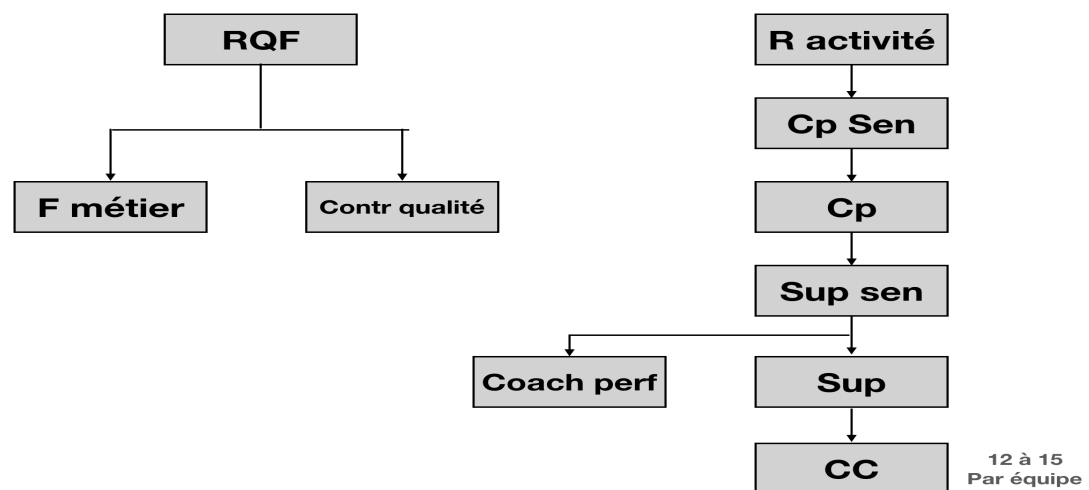 RQF
F métier
Contr qualité
R activité
Cp Sen
Cp
Sup sen
Coach perf
Sup
CC
12 à 15
Par équipe